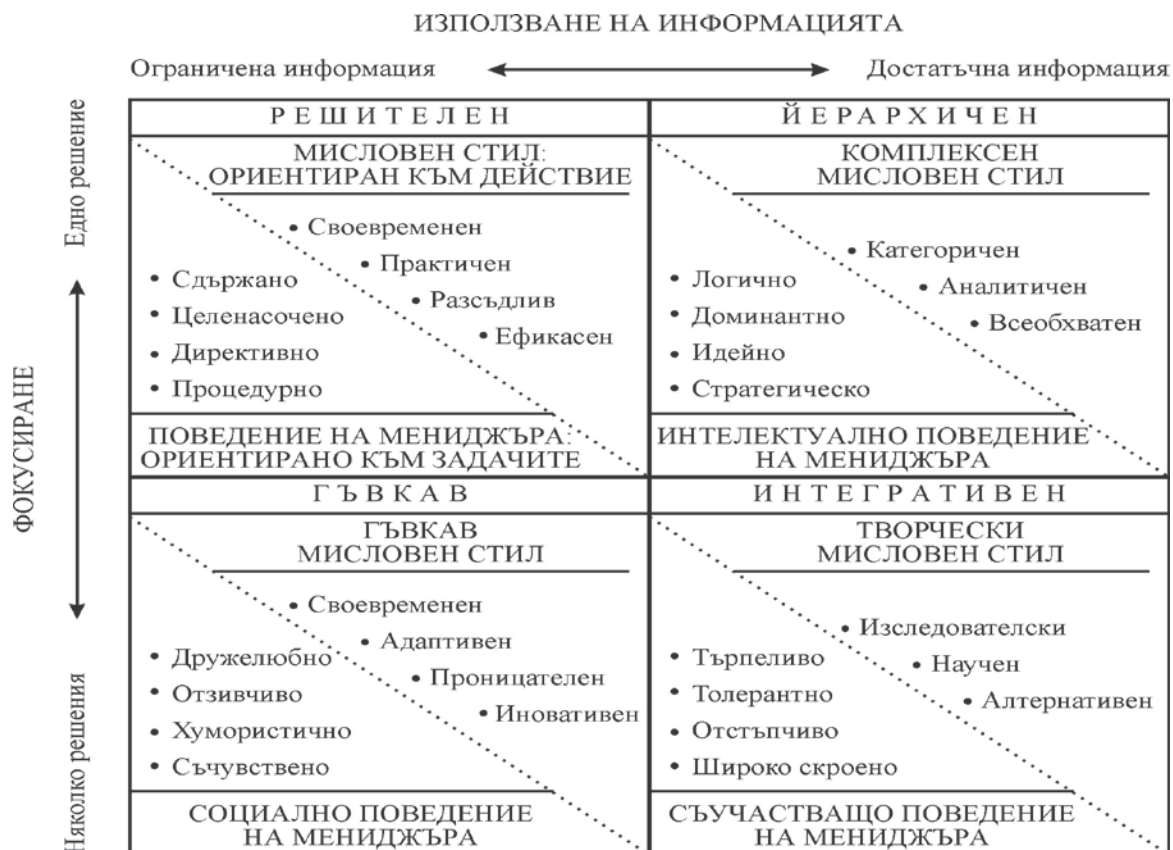 ИЗПОЛЗВАНЕ НА ИНФОРМАЦИЯТА
Ограничена информация
Достатъчна информация
ФОКУСИРАНЕ
Едно решение
Няколко решения
РЕШИТЕЛЕН
МИСЛОВЕН СТИЛ:
ОРИЕНТИРАН КЪМ ДЕЙСТВИЕ
• Своевременен
• Практичен
• Разсъдлив
• Ефикасен
• Сдържано
• Целенасочено
• Директивно
• Процедурно
ПОВЕДЕНИЕ НА МЕНИДЖЪРА:
ОРИЕНТИРАНО КЪМ ЗАДАЧИТЕ
ЙЕРАРХИЧЕН
КОМПЛЕКСЕН
МИСЛОВЕН СТИЛ
• Категоричен
• Аналитичен
• Всеобхватен
• Логично
• Доминантно
• Идейно
• Стратегическо
ИНТЕЛЕКТУАЛНО ПОВЕДЕНИЕ
НА МЕНИДЖЪРА
ГЪВКАВ
ГЪВКАВ
МИСЛОВЕН СТИЛ
• Своевременен
• Адаптивен
• Проницателен
• Иновативен
• Дружелюбно
• Отзивчиво
• Хумористично
• Съчувствено
СОЦИАЛНО ПОВЕДЕНИЕ
НА МЕНИДЖЪРА
ИНТЕГРАТИВЕН
ТВОРЧЕСКИ
МИСЛОВЕН СТИЛ
• Изследователски
• Научен
• Алтернативен
• Търпеливо
• Толерантно
• Отстъпчиво
• Широко скроено
СЪУЧАСТВАЩО ПОВЕДЕНИЕ
НА МЕНИДЖЪРА